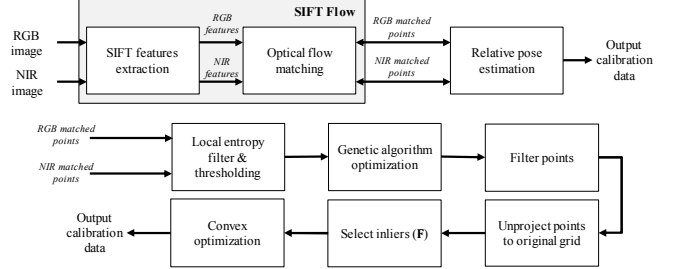 SIFT Flow
RGB
image
NIR
image
SIFT features
extraction
RGB
features
NIR
features
Optical flow
matching
RGB matched
points
NIR matched
points
Relative pose
estimation
Output
calibration
data
RGB matched
points
NIR matched
points
Local entropy
filter &
thresholding
Genetic algorithm
optimization
Filter points
Unproject points
to original grid
Select inliers (F)
Convex
optimization
Output
calibration
data